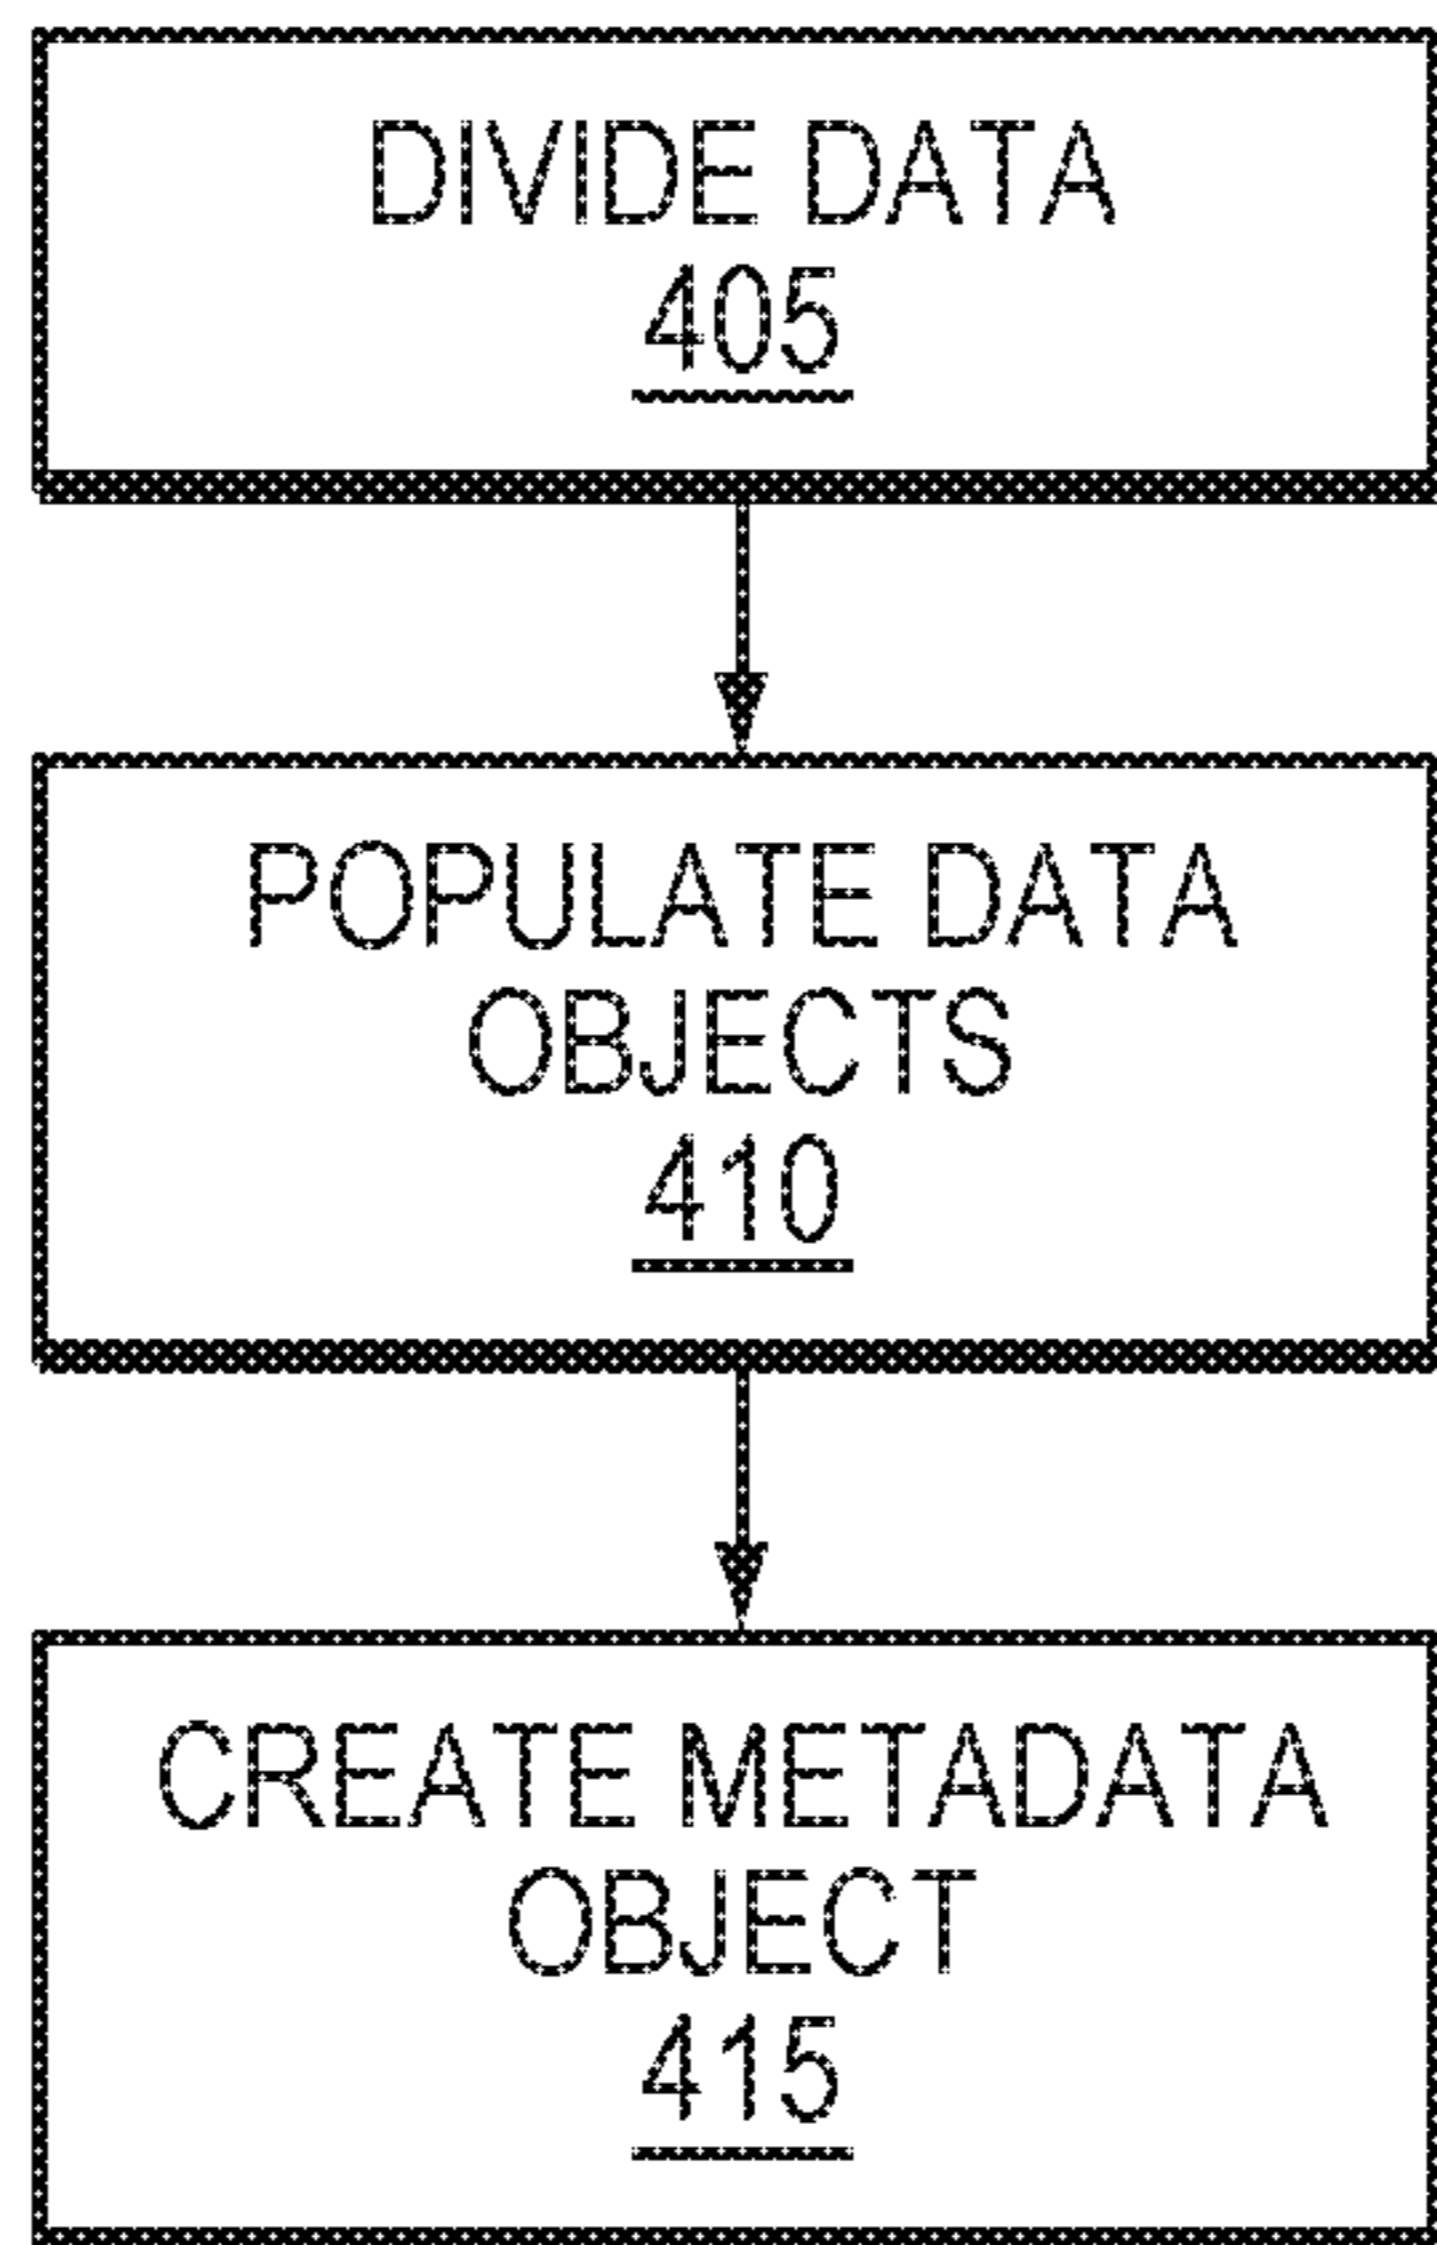 DIVIDE DATA
405
POPULATE DATA
OBJECTS
410
CREATE METADATA
OBJECT
415